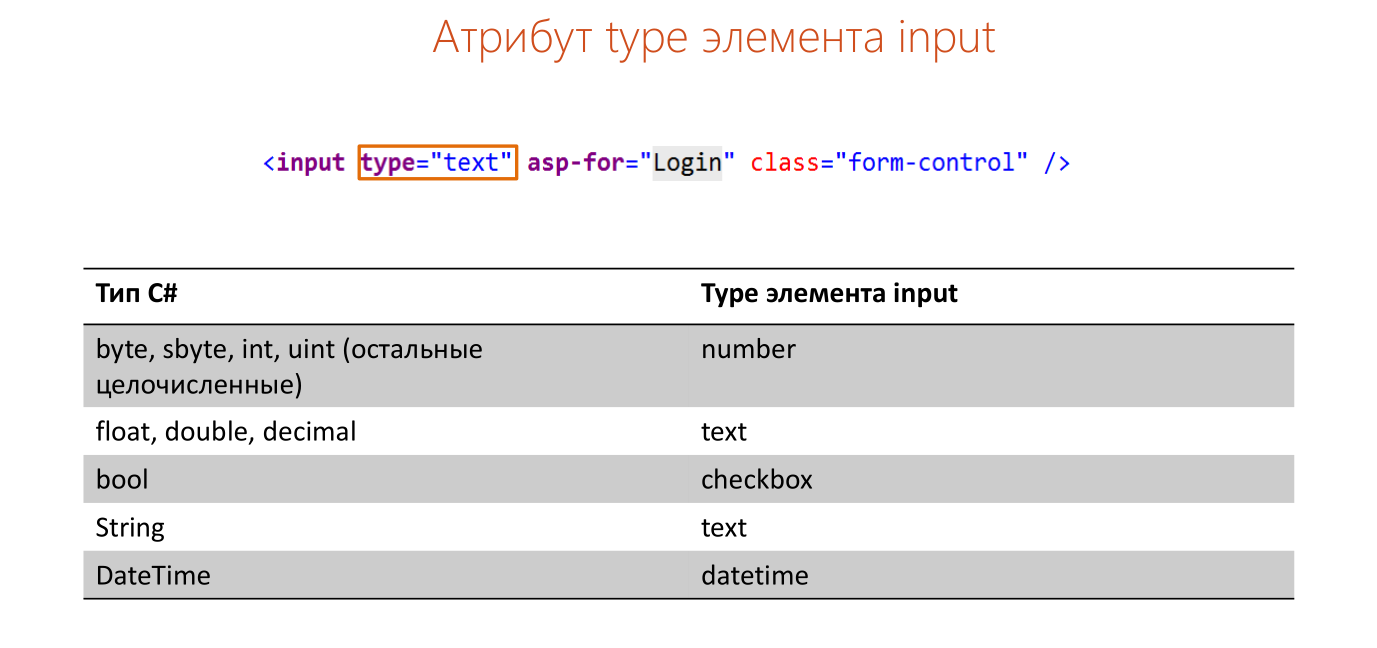 Атрибут type элемента input
<input type="text" asp-for="Login" class="form-control" />
Тип C#
Type элемента input
byte, sbyte, int, uint (остальные
целочисленные)
number
float, double, decimal
text
bool
checkbox
String
text
DateTime
datetime